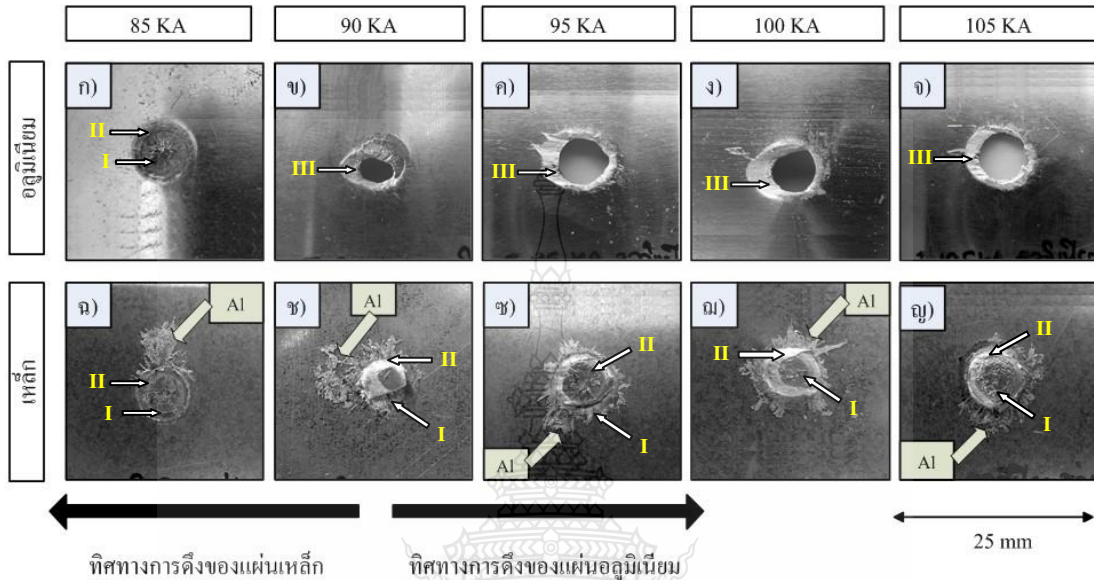 85 KA
90 KA
95 KA
100 KA
105 KA
อลูมิเนียม
ก)
II
I
ข)
III
ค)
III
ง)
III
จ)
III
เหล็ก
ฉ)
Al
II
I
ช)
Al
II
I
ซ)
II
I
Al
ฌ)
Al
II
I
ญ)
II
I
Al
ทิศทางการดึงของแผ่นเหล็ก
ทิศทางการดึงของแผ่นอลูมิเนียม
25 mm